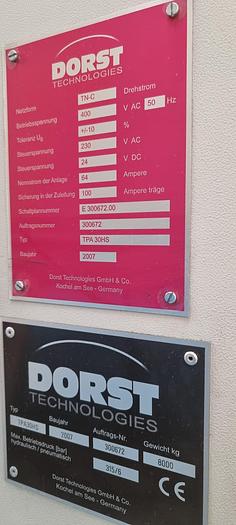 DORST
TECHNOLOGIES
Netzform TN-C Drehstrom
Betriebsspannung 400 V AC 50 Hz
Toleranz U₀ +/-10 %
Steuerspannung 230 V AC
Steuerspannung 24 V DC
Nennstrom der Anlage 64 Ampere
Sicherung in der Zuleitung 100 Ampere träge
Schaltplannummer E 300672.00
Auftragsnummer 300672
Typ TPA 30HS
Baujahr 2007
Dorst Technologies GmbH & Co.
Kochel am See - Germany
DORST
TECHNOLOGIES
Typ Baujahr Auftrags-Nr. Gewicht kg
TPA30HS 2007 300672 8000
Max. Betriebsdruck [bar]
hydraulisch / pneumatisch 315/6
CE
Dorst Technologies GmbH & Co.
Kochel am See - Germany